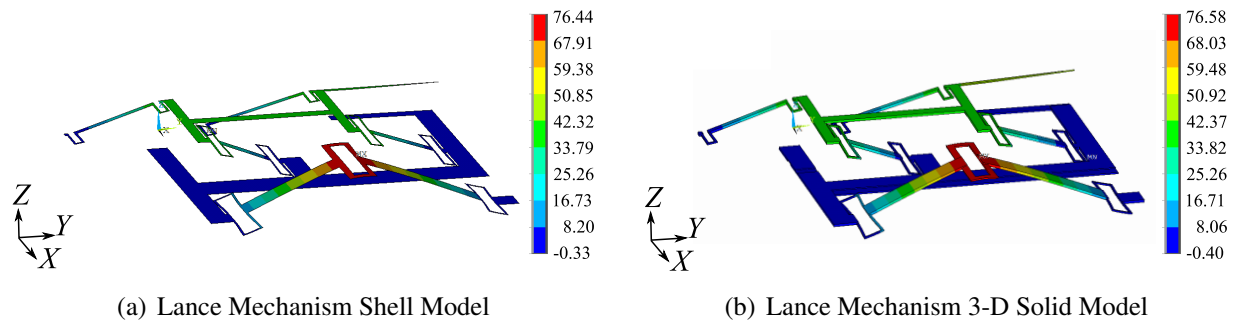 76.44
67.91
59.38
50.85
42.32
33.79
25.26
16.73
8.20
-0.33
Z
Y
X
(a) Lance Mechanism Shell Model
76.58
68.03
59.48
50.92
42.37
33.82
25.26
16.71
8.06
-0.40
MN
Z
Y
X
(b) Lance Mechanism 3-D Solid Model